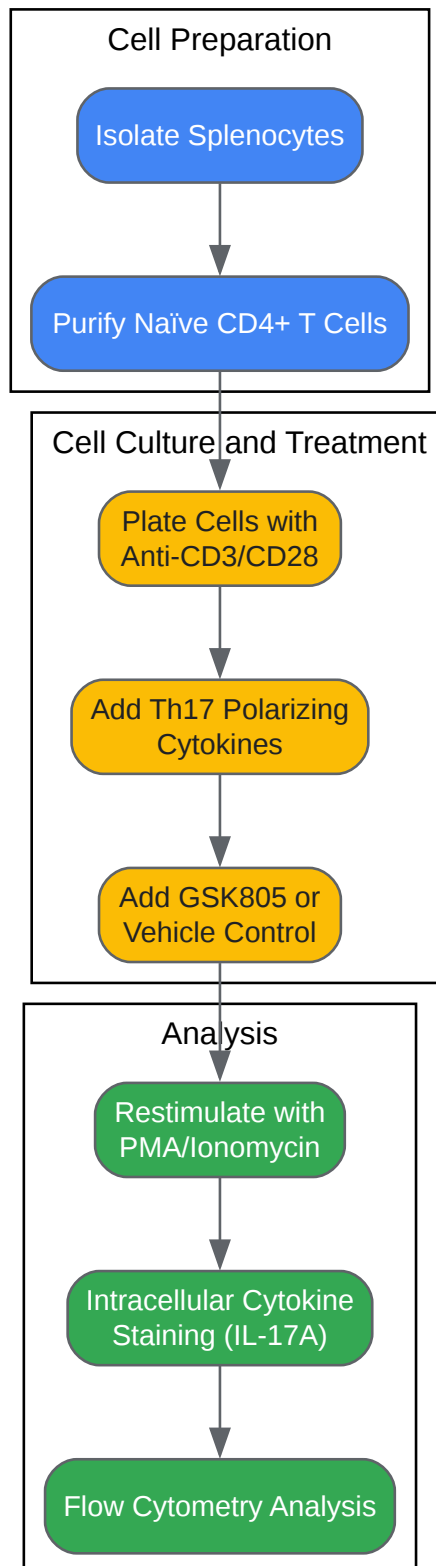 Cell Preparation
Isolate Splenocytes
Purify Naïve CD4+ T Cells
Cell Culture and Treatment
Plate Cells with
Anti-CD3/CD28
Add Th17 Polarizing
Cytokines
Add GSK805 or
Vehicle Control
Analysis
Restimulate with
PMA/Ionomycin
Intracellular Cytokine
Staining (IL-17A)
Flow Cytometry Analysis